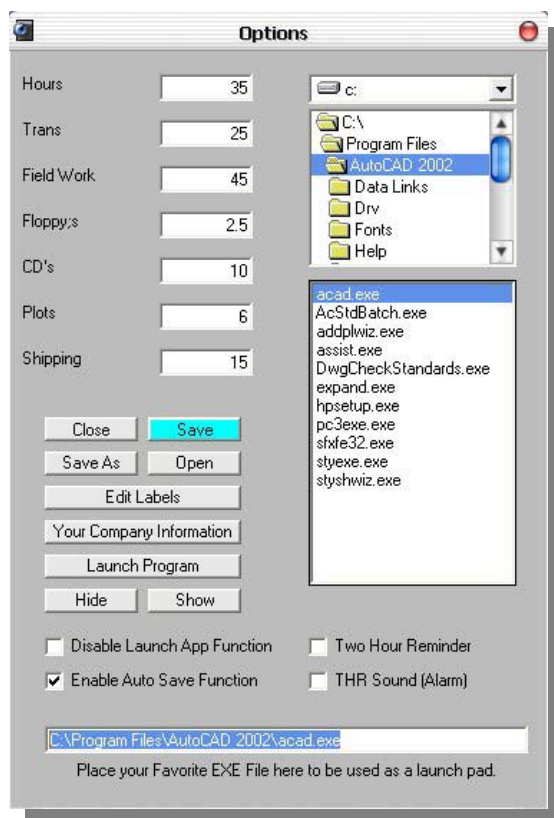 Options
Hours 35
Trans 25
Field Work 45
Floppy;s 2.5
CD's 10
Plots 6
Shipping 15
c:
C:\
Program Files
AutoCAD 2002
Data Links
Drv
Fonts
Help
acad.exe
AcStdBatch.exe
addplwiz.exe
assist.exe
DwgCheckStandards.exe
expand.exe
hpsetup.exe
pc3exe.exe
sfxfe32.exe
styexe.exe
styshwiz.exe
Close Save
Save As Open
Edit Labels
Your Company Information
Launch Program
Hide Show
Disable Launch App Function Two Hour Reminder
Enable Auto Save Function THR Sound (Alarm)
C:\Program Files\AutoCAD 2002\acad.exe
Place your Favorite EXE File here to be used as a launch pad.